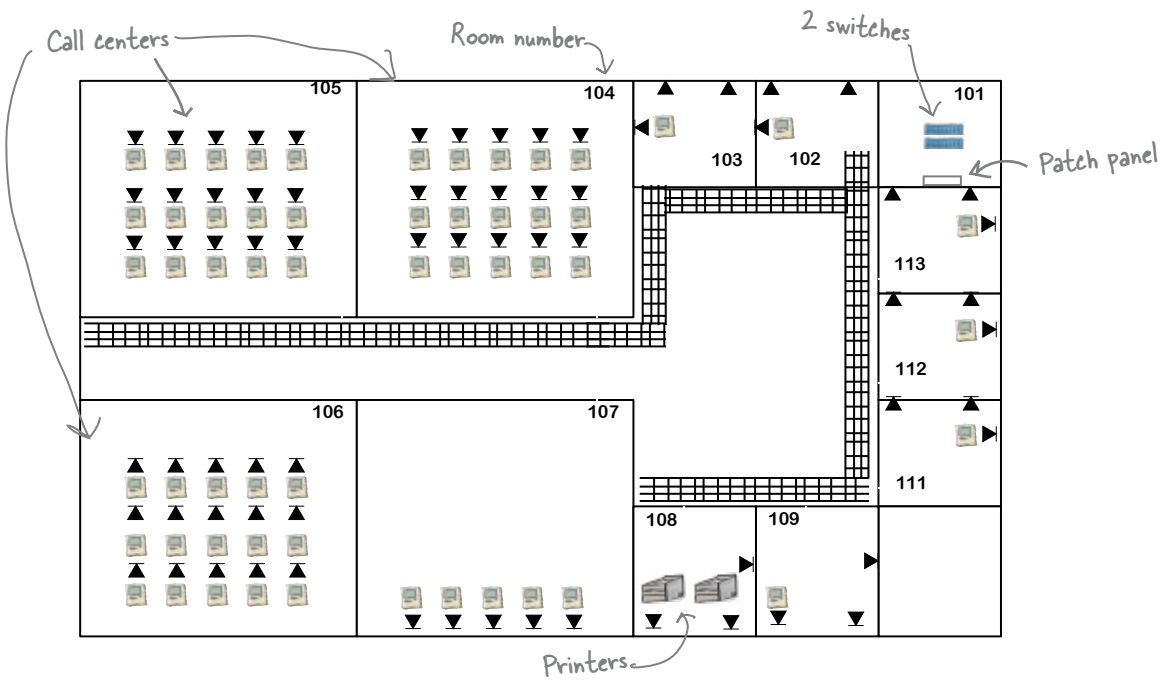 Call centers
Room number
2 switches
105
104
101
103
102
Patch panel
113
112
106
107
111
108
109
Printers